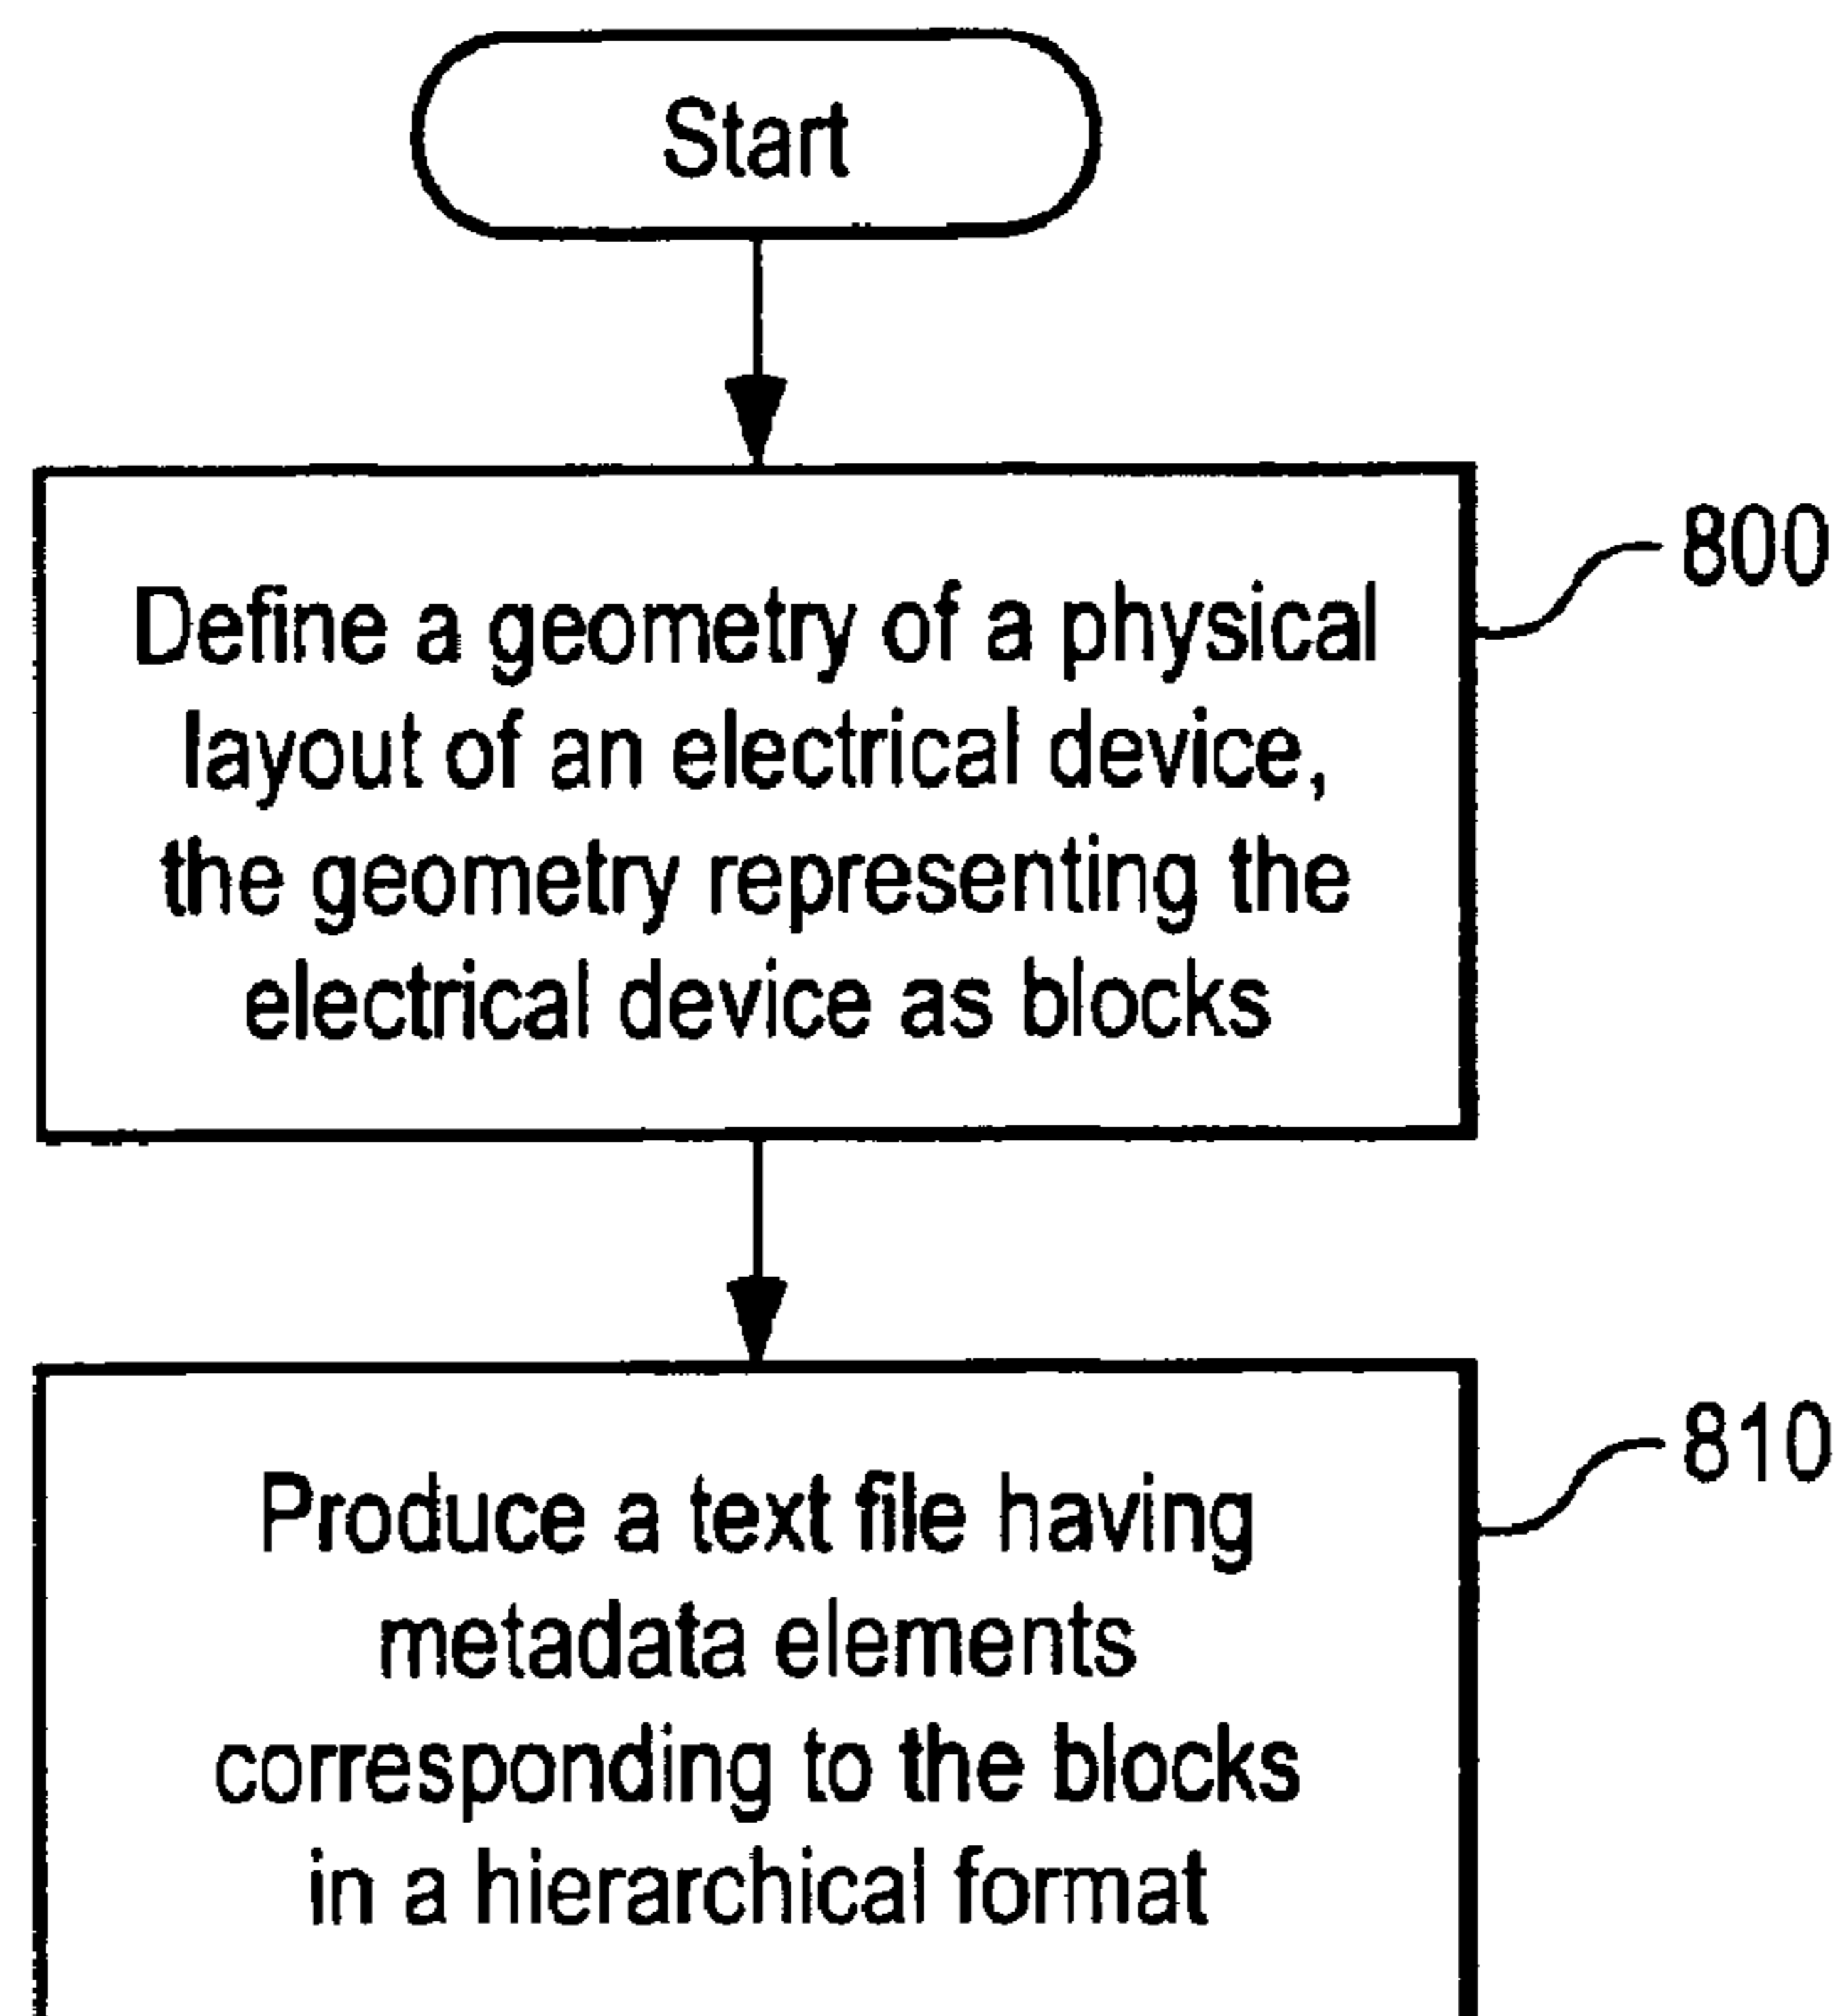 Start
800
Define a geometry of a physical
layout of an electrical device,
the geometry representing the
electrical device as blocks
810
Produce a text file having
metadata elements
corresponding to the blocks
in a hierarchical format